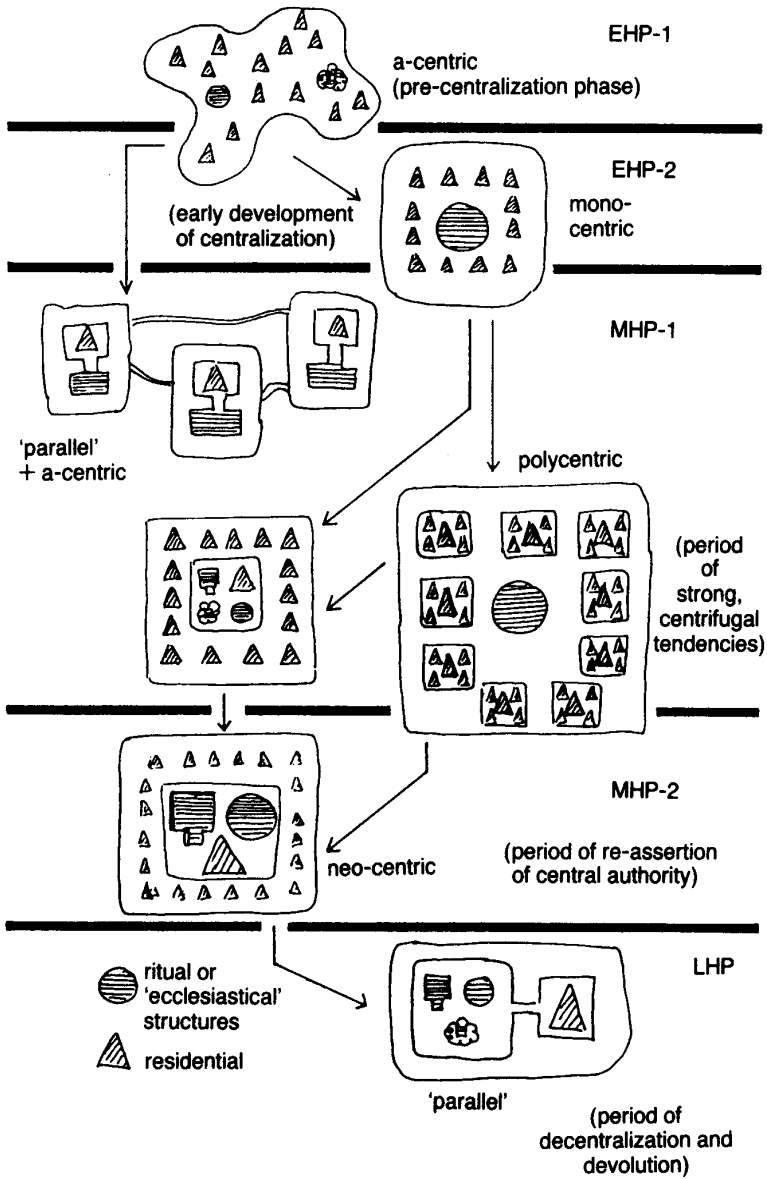 EHP-1
a-centric
(pre-centralization phase)
EHP-2
(early development
of centralization)
mono-
centric
MHP-1
'parallel'
+ a-centric
polycentric
(period
of
strong,
centrifugal
tendencies)
MHP-2
neo-centric
(period of re-assertion
of central authority)
LHP
ritual or
'ecclesiastical'
structures
residential
'parallel'
(period of
decentralization and
devolution)